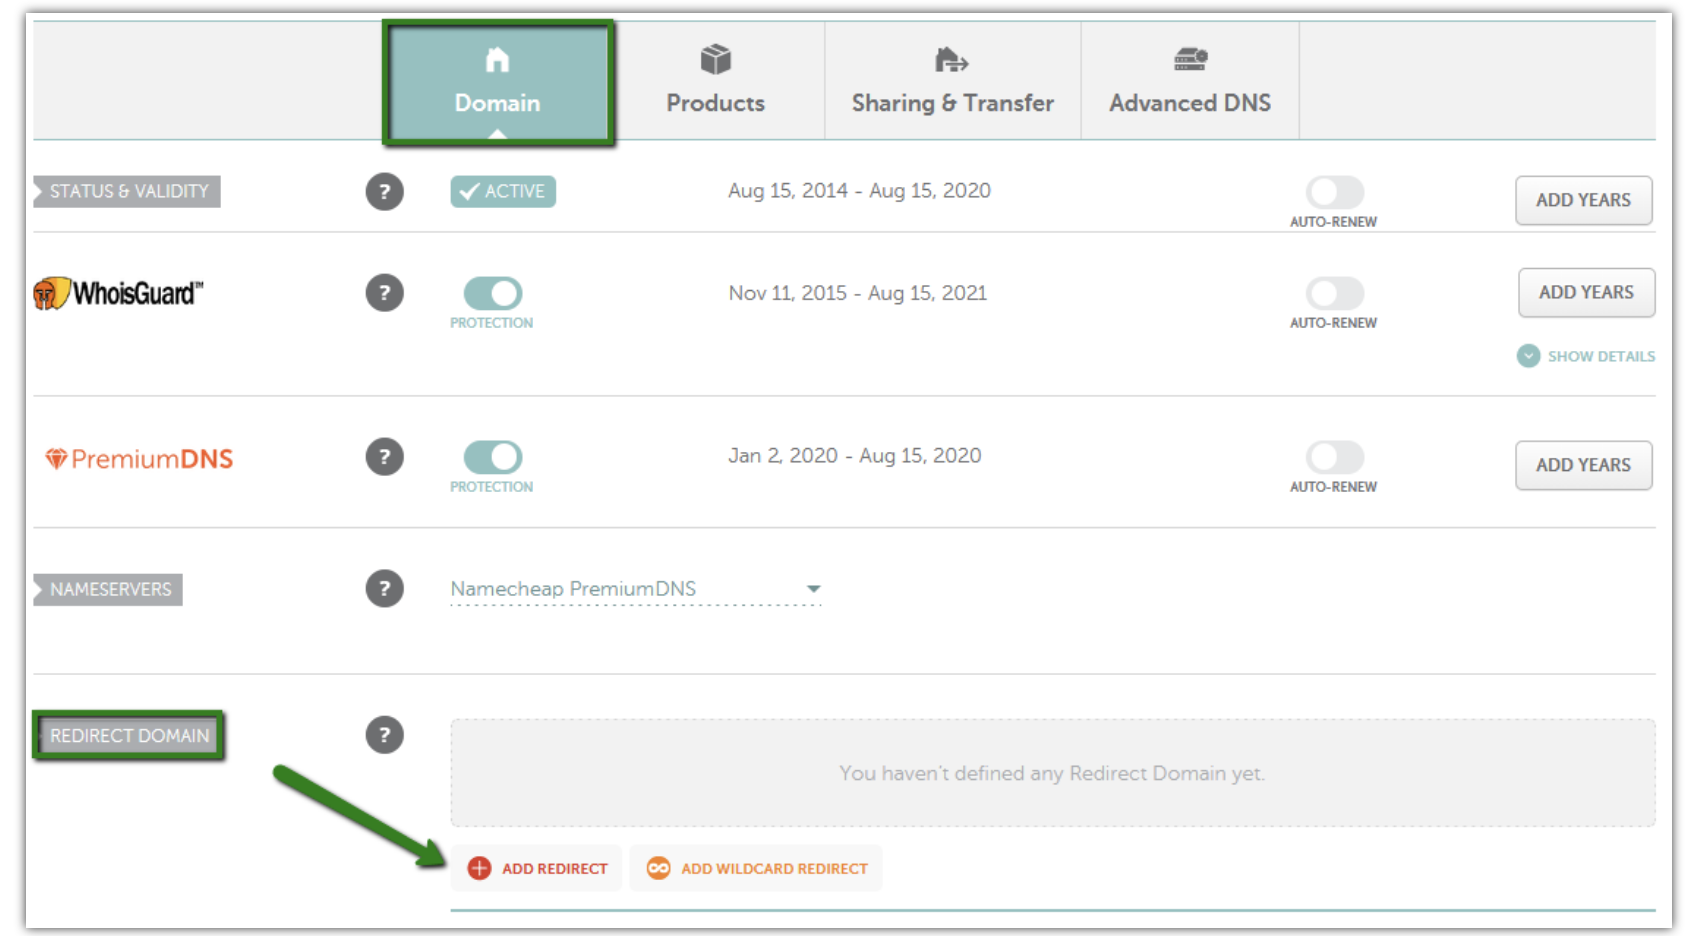 Domain
Products
Sharing & Transfer
Advanced DNS
STATUS & VALIDITY
?
ACTIVE
Aug 15, 2014 - Aug 15, 2020
AUTO-RENEW
ADD YEARS
WhoisGuard™
?
PROTECTION
Nov 11, 2015 - Aug 15, 2021
AUTO-RENEW
ADD YEARS
SHOW DETAILS
PremiumDNS
?
PROTECTION
Jan 2, 2020 - Aug 15, 2020
AUTO-RENEW
ADD YEARS
NAMESERVERS
?
Namecheap PremiumDNS
REDIRECT DOMAIN
?
You haven't defined any Redirect Domain yet.
ADD REDIRECT
ADD WILDCARD REDIRECT